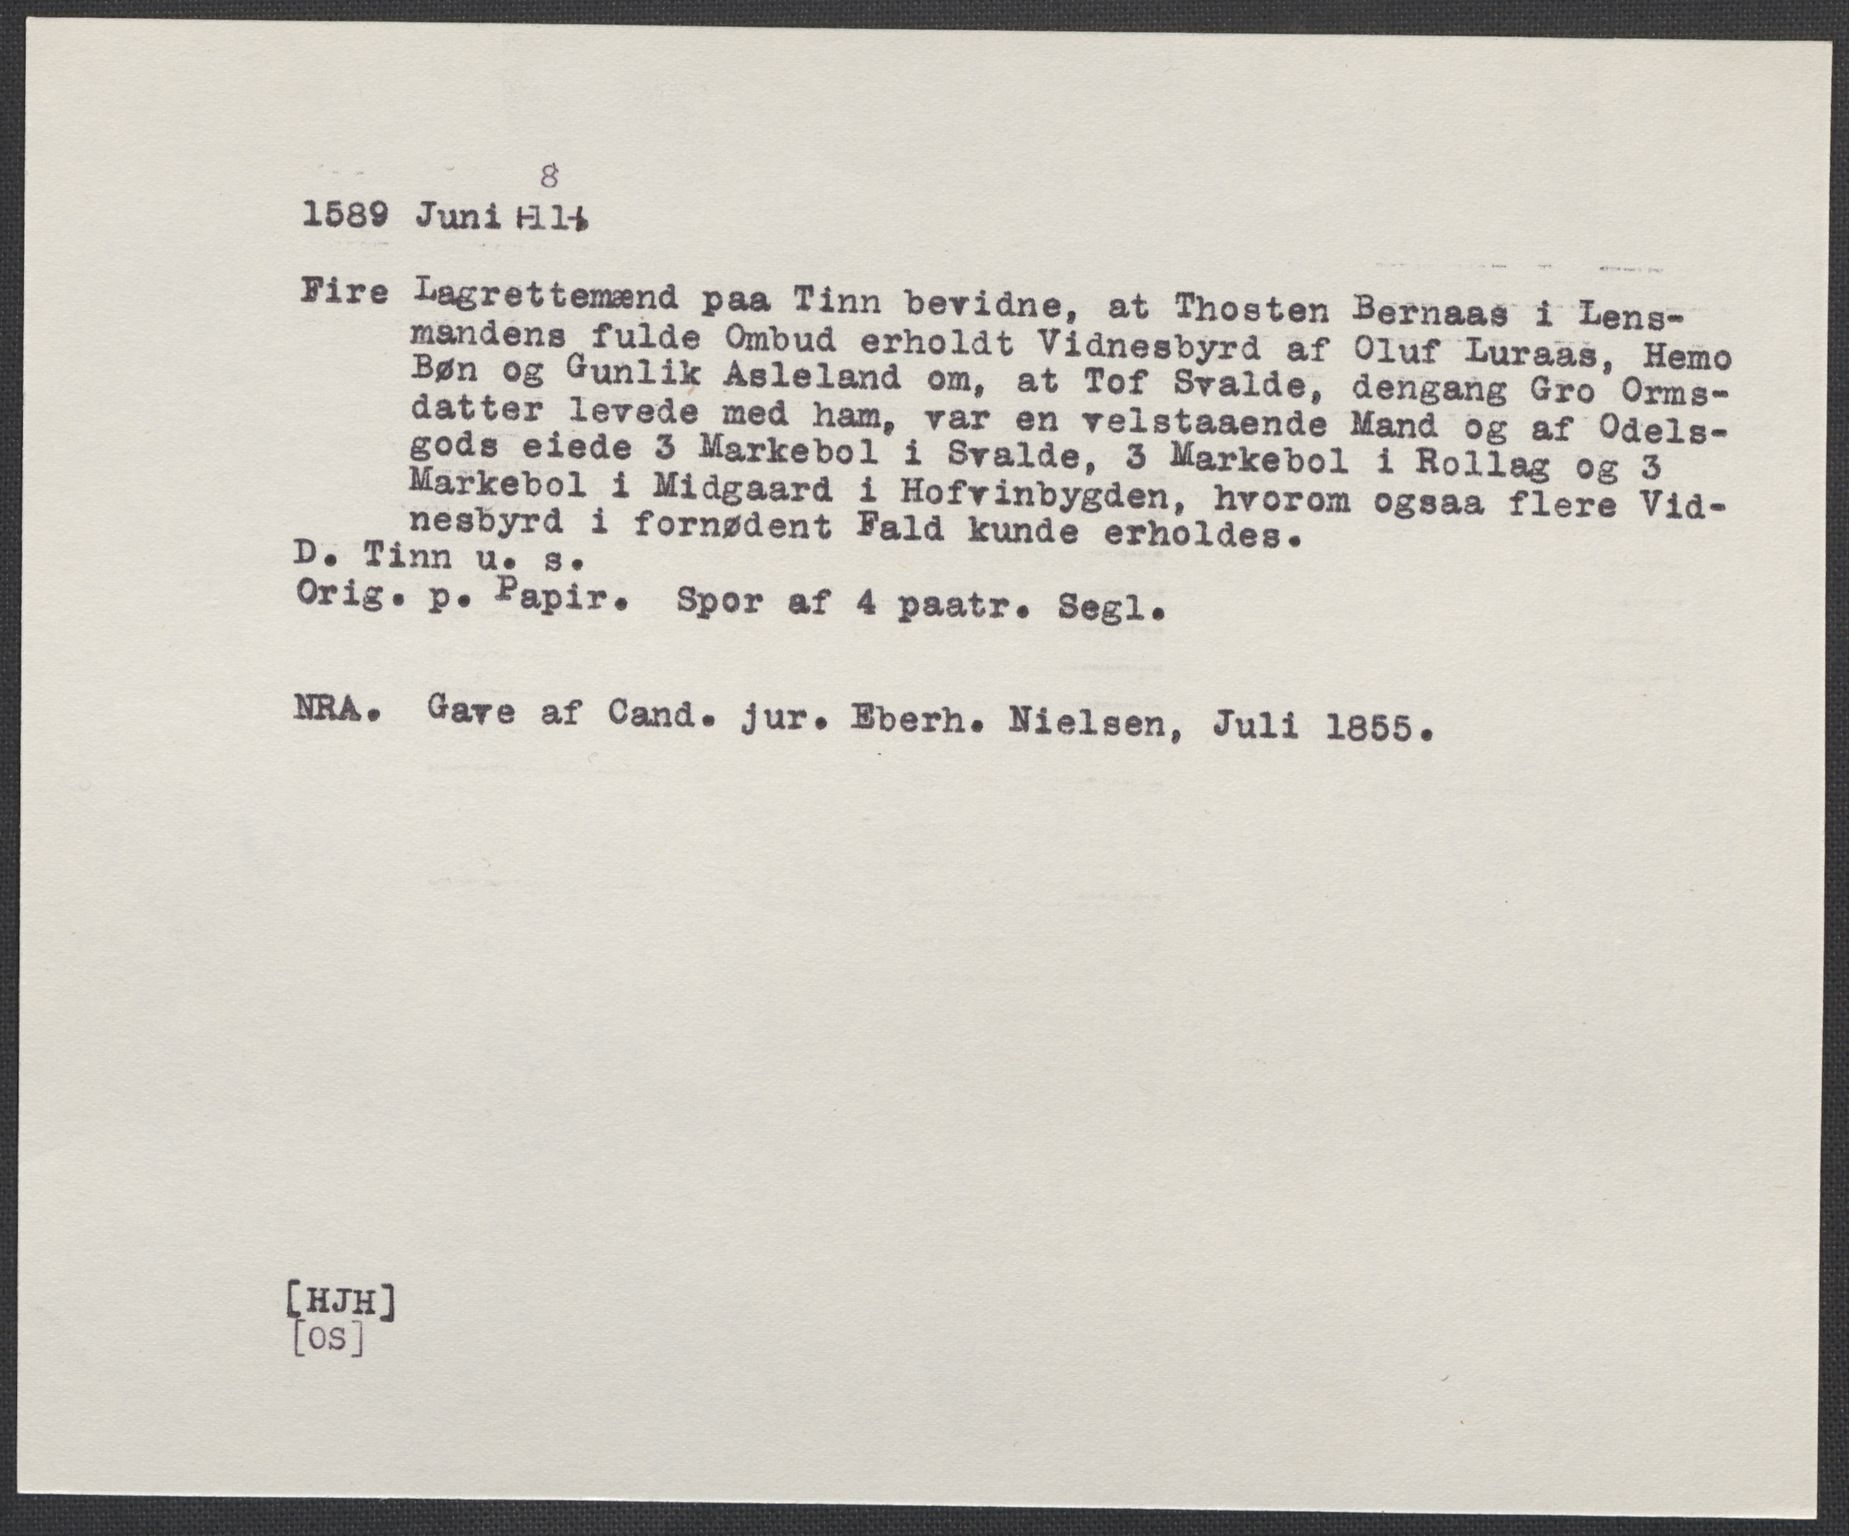 8
1589 Juni 11
Fire Lagrettemænd paa Tinn bevidne, at Thosten Bernaas i Lens-
mandens fulde Ombud erholdt Vidnesbyrd af Oluf Luraas, Hemo
Bøn og Gunlik Asleland om, at Tof Svalde, dengang Gro Orms-
datter levede med ham, var en velstaaende Mand og af Odels-
gods eiede 3 Markebol i Svalde, 3 Markebol i Rollag og 3
Markebol i Midgaard i Hofvinbygden, hvorom ogsaa flere Vid-
nesbyrd i fornødent Fald kunde erholdes.
D. Tinn u. s.
Orig. p. Papir. Spor af 4 paatr. Segl.
NRA. Gave af Cand. jur. Eberh. Nielsen, Juli 1855.
[HJH]
[OS]